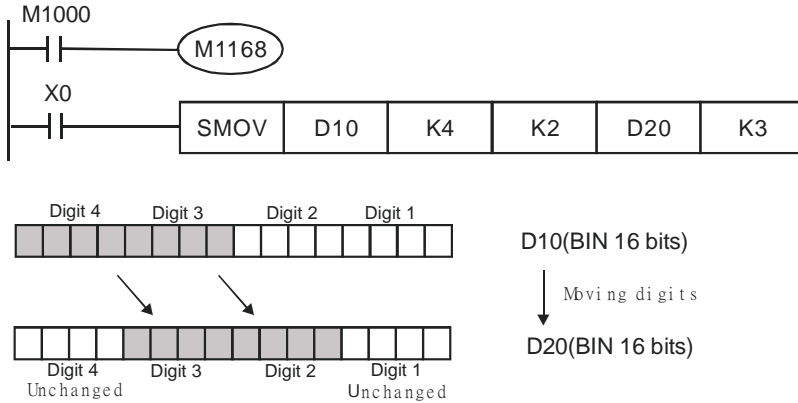 M1000
M1168
X0
SMOV D10 K4 K2 D20 K3
Digit 4 Digit 3 Digit 2 Digit 1
D10(BIN 16 bits)
Moving digits
D20(BIN 16 bits)
Digit 4 Digit 3 Digit 2 Digit 1
Unchanged Unchanged